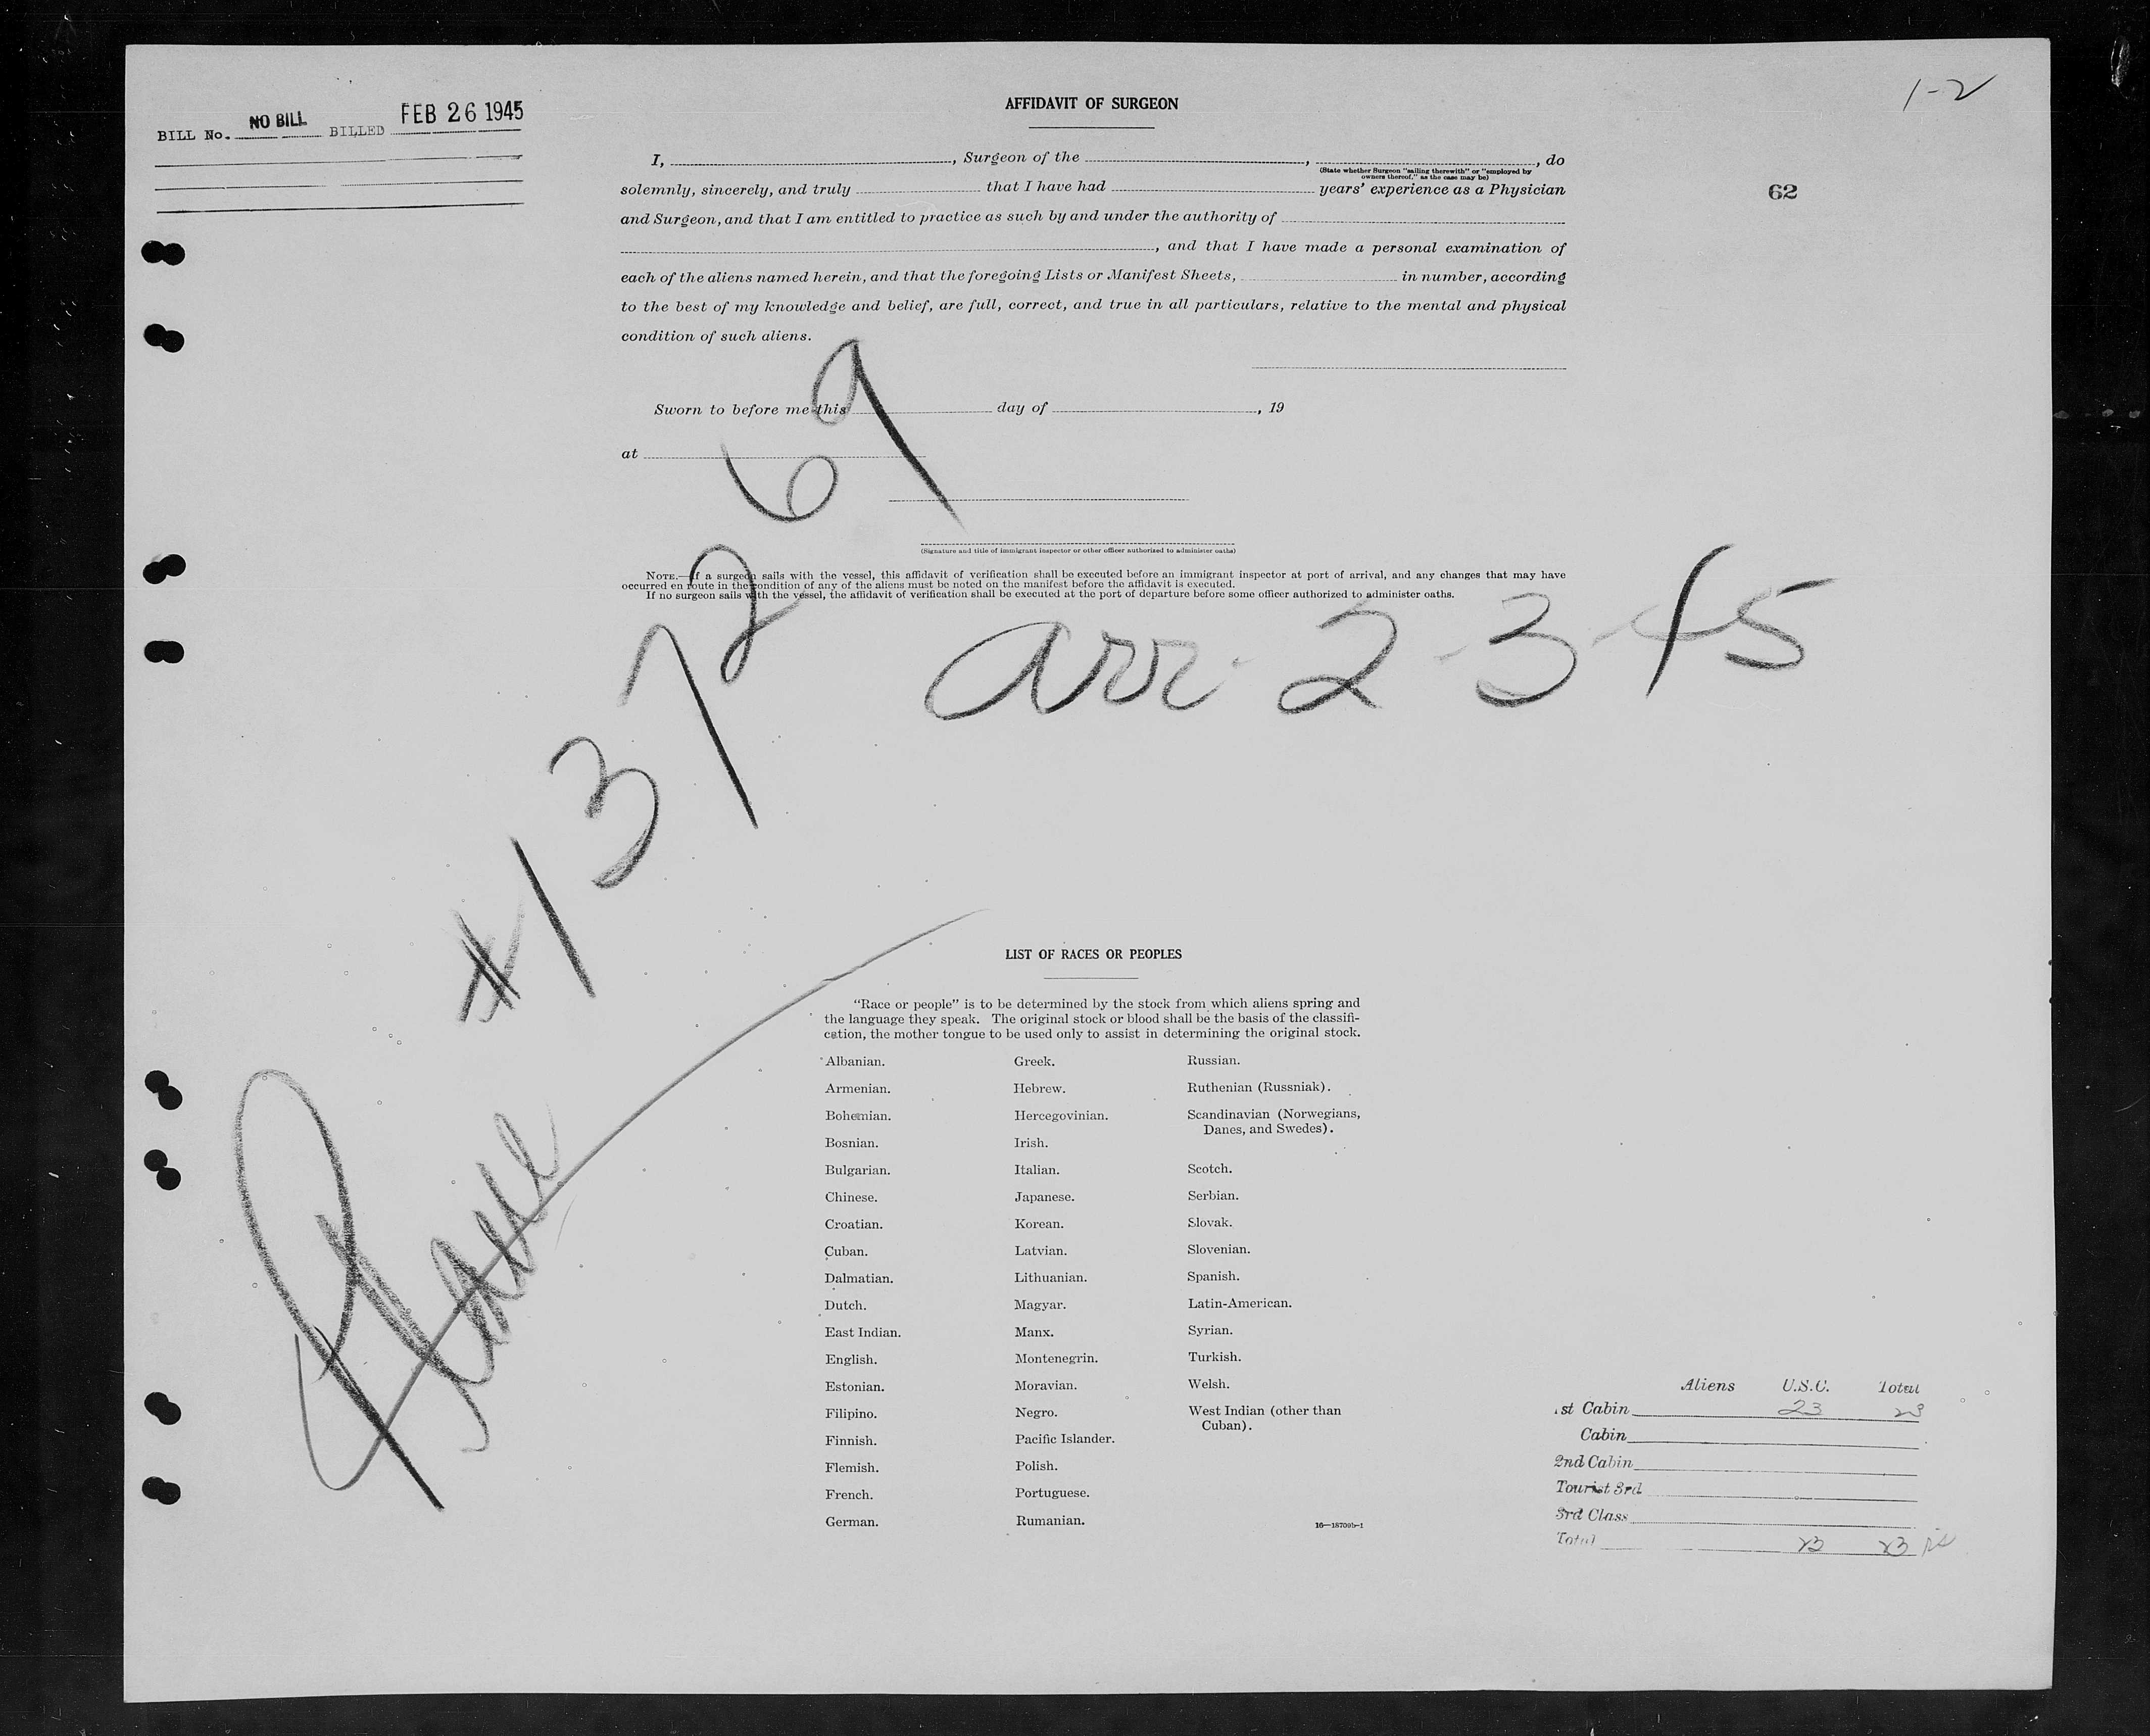 1-2
BILL No. NO BILL BILLED FEB 26 1945
62
AFFIDAVIT OF SURGEON
I, , Surgeon of the , , do
(State whether Surgeon "sailing therewith" or "employed by
owners thereof," as the case may be)
solemnly, sincerely, and truly that I have had years' experience as a Physician
and Surgeon, and that I am entitled to practice as such by and under the authority of
, and that I have made a personal examination of
each of the aliens named herein, and that the foregoing Lists or Manifest Sheets, in number, according
to the best of my knowledge and belief, are full, correct, and true in all particulars, relative to the mental and physical
condition of such aliens.
Sworn to before me this day of , 19
at
(Signature and title of immigrant inspector or other officer authorized to administer oaths)
NOTE.—If a surgeon sails with the vessel, this affidavit of verification shall be executed before an immigrant inspector at port of arrival, and any changes that may have
occurred en route in the condition of any of the aliens must be noted on the manifest before the affidavit is executed.
If no surgeon sails with the vessel, the affidavit of verification shall be executed at the port of departure before some officer authorized to administer oaths.
#137269
arr. 2-3-45
Plane
LIST OF RACES OR PEOPLES
"Race or people" is to be determined by the stock from which aliens spring and
the language they speak. The original stock or blood shall be the basis of the classifi-
cation, the mother tongue to be used only to assist in determining the original stock.
Albanian.
Armenian.
Bohemian.
Bosnian.
Bulgarian.
Chinese.
Croatian.
Cuban.
Dalmatian.
Dutch.
East Indian.
English.
Estonian.
Filipino.
Finnish.
Flemish.
French.
German.
Greek.
Hebrew.
Hercegovinian.
Irish.
Italian.
Japanese.
Korean.
Latvian.
Lithuanian.
Magyar.
Manx.
Montenegrin.
Moravian.
Negro.
Pacific Islander.
Polish.
Portuguese.
Rumanian.
Russian.
Ruthenian (Russniak).
Scandinavian (Norwegians,
Danes, and Swedes).
Scotch.
Serbian.
Slovak.
Slovenian.
Spanish.
Latin-American.
Syrian.
Turkish.
Welsh.
West Indian (other than
Cuban).
16—18709b-1
Aliens U.S.C. Total
1st Cabin 23 23
Cabin
2nd Cabin
Tourist 3rd
3rd Class
Total 23 23